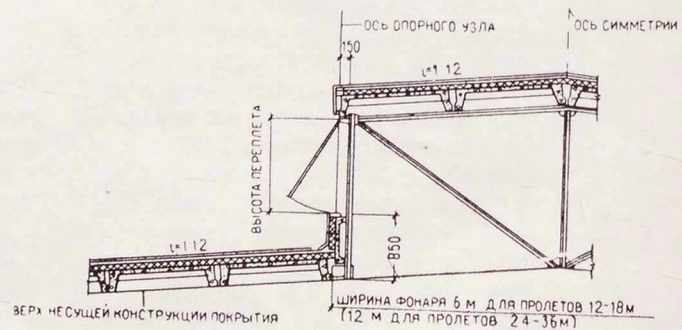 ОСЬ ОПОРНОГО УЗЛА
ОСЬ СИММЕТРИИ
150
i=1 12
ВЫСОТА ПЕРЕПЛЕТА
i=1.12
850
ВЕРХ НЕСУЩЕЙ КОНСТРУКЦИИ ПОКРЫТИЯ
ШИРИНА ФОНАРЯ 6 М ДЛЯ ПРОЛЕТОВ 12-18М
(12 М ДЛЯ ПРОЛЕТОВ 24-36М)